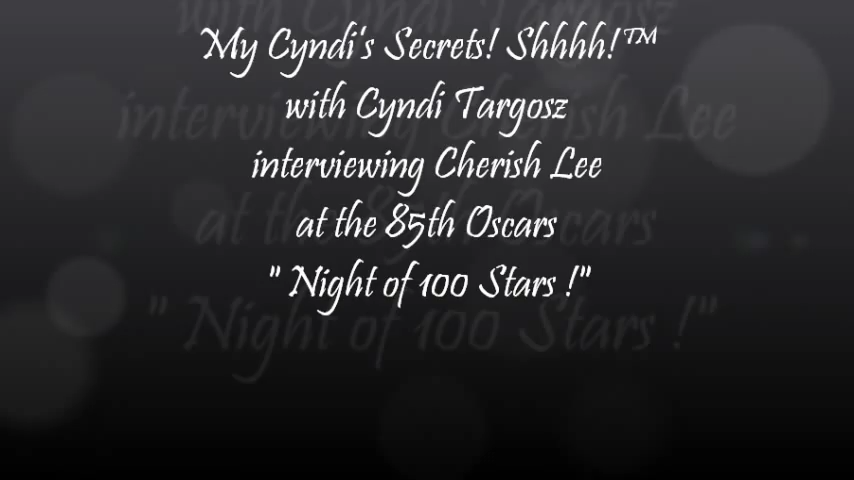 My Cyndi's Secrets! Shhhh!™
with Cyndi Targosz
interviewing Cherish Lee
at the 85th Oscars
" Night of 100 Stars !"